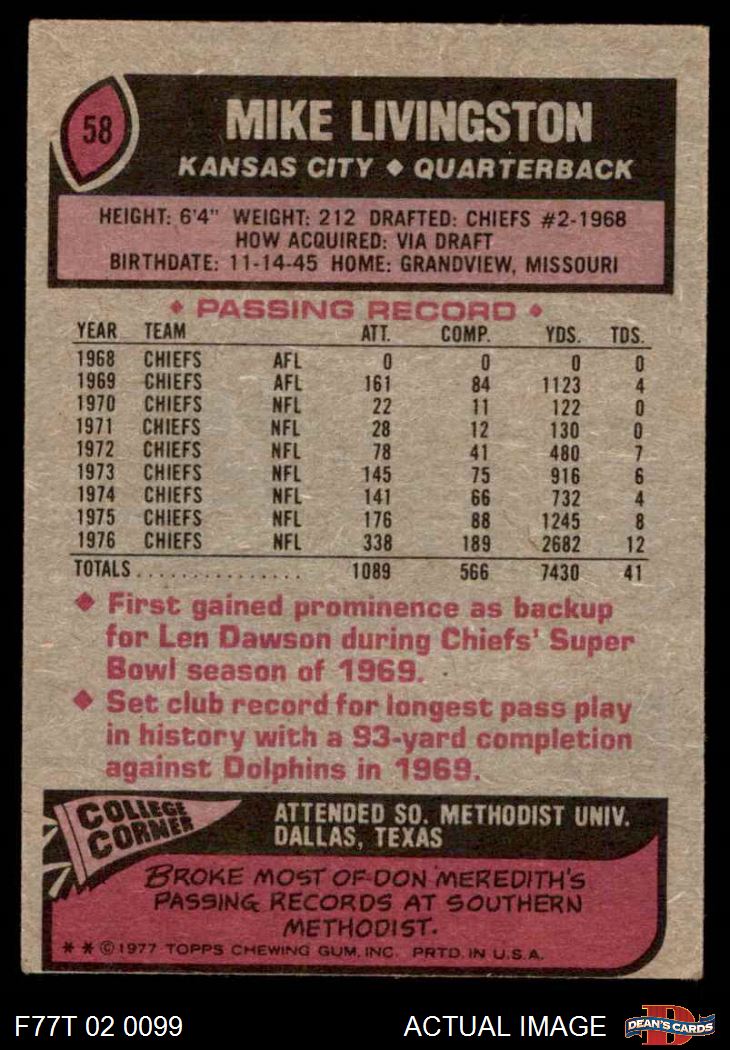 58
MIKE LIVINGSTON
KANSAS CITY ◆ QUARTERBACK
HEIGHT: 6'4" WEIGHT: 212 DRAFTED: CHIEFS #2-1968
HOW ACQUIRED: VIA DRAFT
BIRTHDATE: 11-14-45 HOME: GRANDVIEW, MISSOURI
◆ PASSING RECORD ◆
YEAR TEAM ATT. COMP. YDS. TDS.
1968 CHIEFS AFL 0 0 0 0
1969 CHIEFS AFL 161 84 1123 4
1970 CHIEFS NFL 22 11 122 0
1971 CHIEFS NFL 28 12 130 0
1972 CHIEFS NFL 78 41 480 7
1973 CHIEFS NFL 145 75 916 6
1974 CHIEFS NFL 141 66 732 4
1975 CHIEFS NFL 176 88 1245 8
1976 CHIEFS NFL 338 189 2682 12
TOTALS................ 1089 566 7430 41
◆ First gained prominence as backup
for Len Dawson during Chiefs' Super
Bowl season of 1969.
◆ Set club record for longest pass play
in history with a 93-yard completion
against Dolphins in 1969.
COLLEGE
CORNER
ATTENDED SO. METHODIST UNIV.
DALLAS, TEXAS
BROKE MOST OF DON MEREDITH'S
PASSING RECORDS AT SOUTHERN
METHODIST.
* * © 1977 TOPPS CHEWING GUM, INC. PRTD. IN U.S.A.
F77T 02 0099
ACTUAL IMAGE
D
DEAN'S CARDS